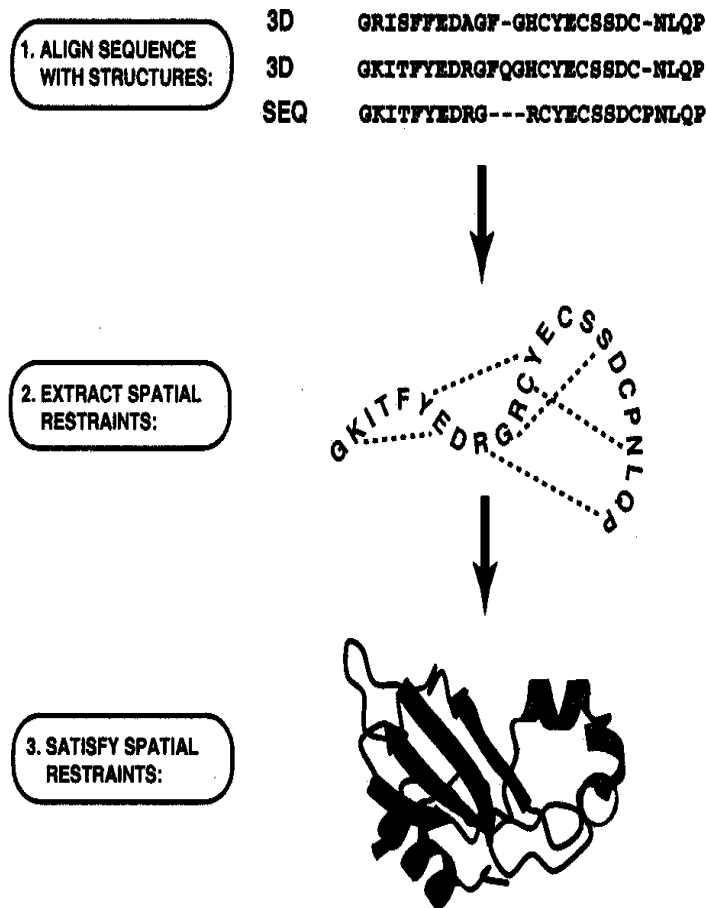 1. ALIGN SEQUENCE
WITH STRUCTURES:
3D GRISFFEDAGF-GHCYECSSDC-NLQP
3D GKITFYEDRGFQGHCYECSSDC-NLQP
SEQ GKITFYEDRG---RCYECSSDCPNLQP
2. EXTRACT SPATIAL
RESTRAINTS:
GKITFYEDRGRCYECSSDCPNLQP
3. SATISFY SPATIAL
RESTRAINTS: